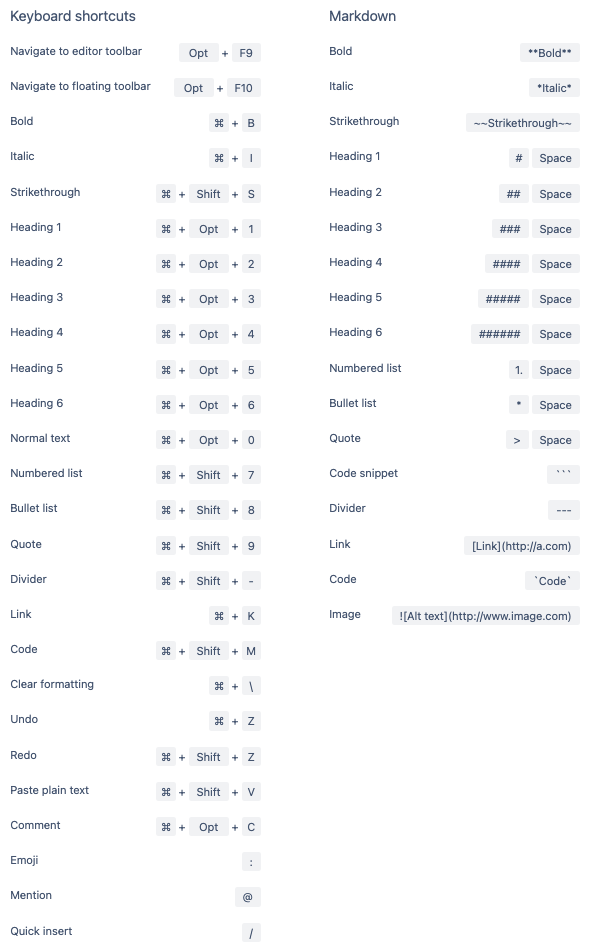 Keyboard shortcuts
Navigate to editor toolbar Opt + F9
Navigate to floating toolbar Opt + F10
Bold ⌘ + B
Italic ⌘ + I
Strikethrough ⌘ + Shift + S
Heading 1 ⌘ + Opt + 1
Heading 2 ⌘ + Opt + 2
Heading 3 ⌘ + Opt + 3
Heading 4 ⌘ + Opt + 4
Heading 5 ⌘ + Opt + 5
Heading 6 ⌘ + Opt + 6
Normal text ⌘ + Opt + 0
Numbered list ⌘ + Shift + 7
Bullet list ⌘ + Shift + 8
Quote ⌘ + Shift + 9
Divider ⌘ + Shift + -
Link ⌘ + K
Code ⌘ + Shift + M
Clear formatting ⌘ + \
Undo ⌘ + Z
Redo ⌘ + Shift + Z
Paste plain text ⌘ + Shift + V
Comment ⌘ + Opt + C
Emoji :
Mention @
Quick insert /
Markdown
Bold **Bold**
Italic *Italic*
Strikethrough ~~Strikethrough~~
Heading 1 # Space
Heading 2 ## Space
Heading 3 ### Space
Heading 4 #### Space
Heading 5 ##### Space
Heading 6 ###### Space
Numbered list 1. Space
Bullet list * Space
Quote > Space
Code snippet ```
Divider ---
Link [Link](http://a.com)
Code `Code`
Image ![Alt text](http://www.image.com)